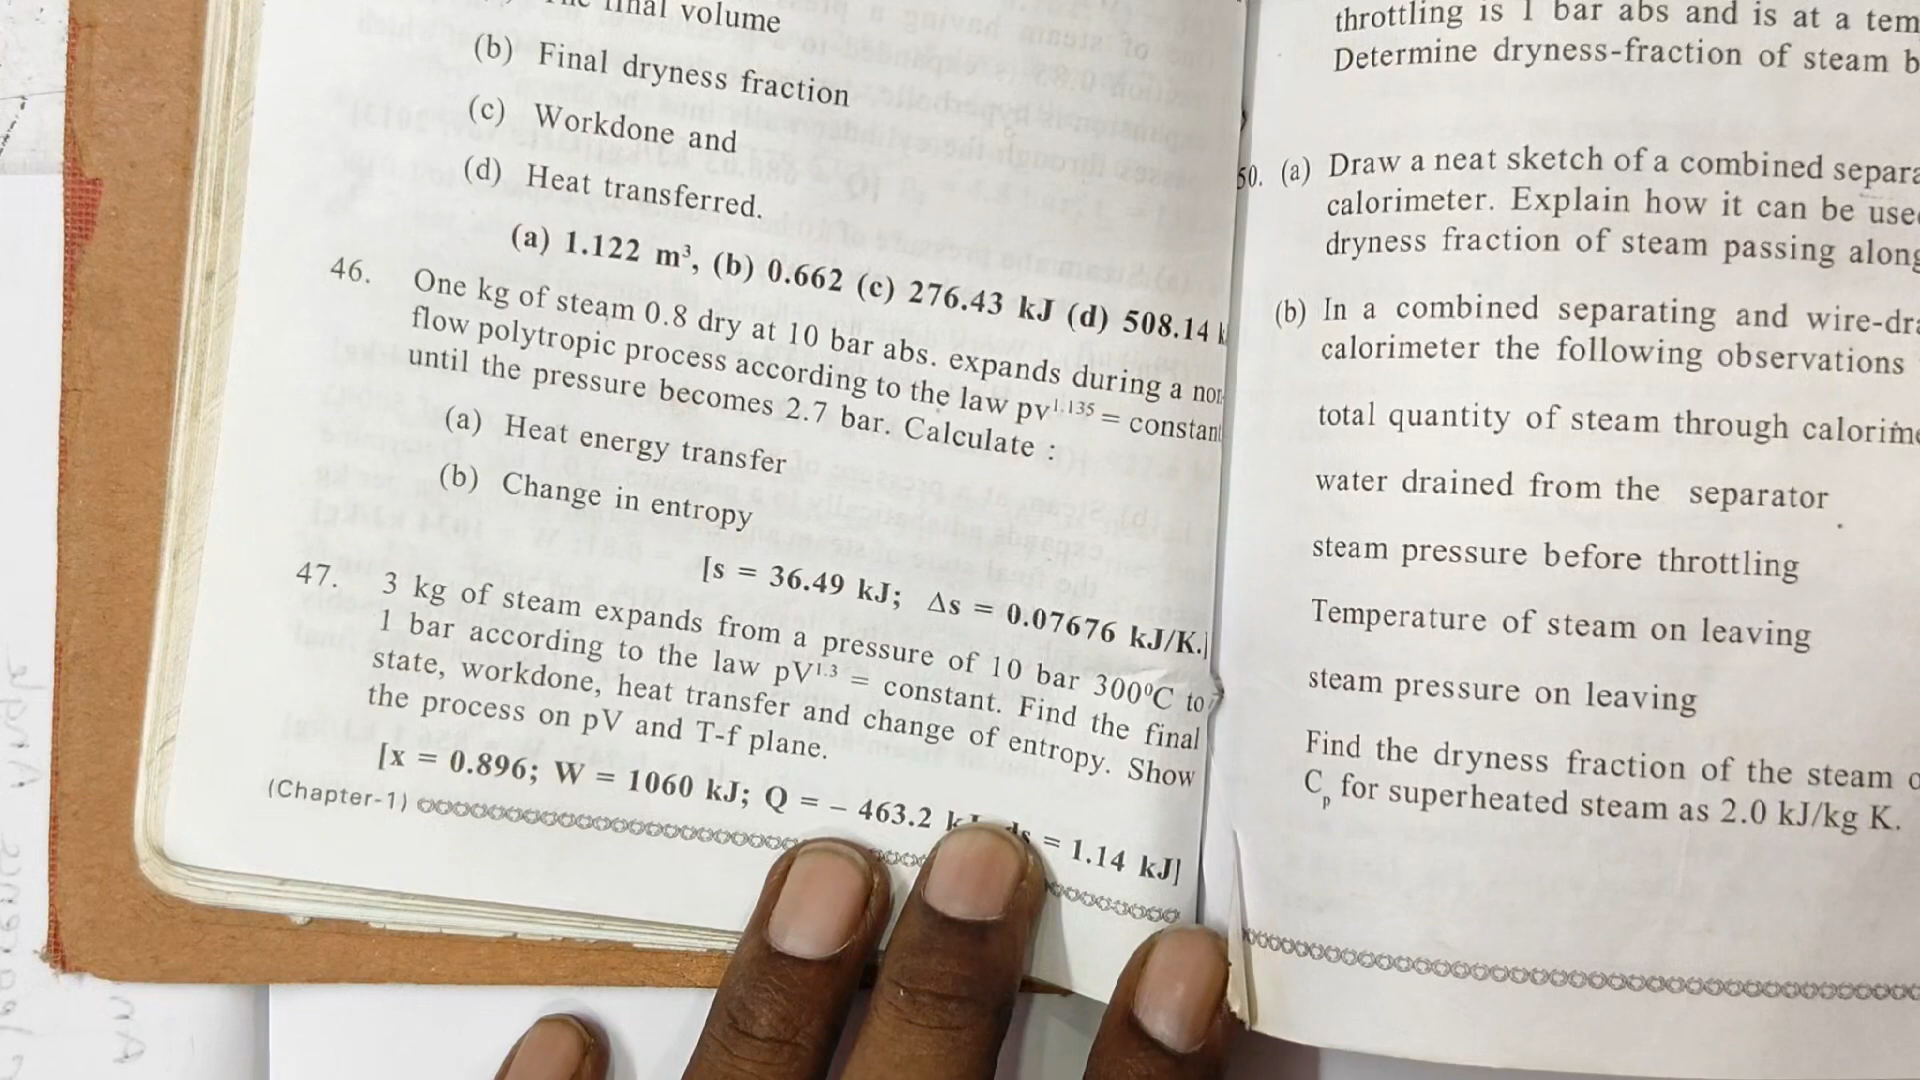 final volume
(b) Final dryness fraction
(c) Workdone and
(d) Heat transferred.
(a) 1.122 m³, (b) 0.662 (c) 276.43 kJ (d) 508.14
46. One kg of steam 0.8 dry at 10 bar abs. expands during a non
flow polytropic process according to the law pv¹·¹³⁵ = constant
until the pressure becomes 2.7 bar. Calculate :
(a) Heat energy transfer
(b) Change in entropy
[s = 36.49 kJ; Δs = 0.07676 kJ/K.]
47. 3 kg of steam expands from a pressure of 10 bar 300⁰C to
1 bar according to the law pV¹·³ = constant. Find the final
state, workdone, heat transfer and change of entropy. Show
the process on pV and T-f plane.
[x = 0.896; W = 1060 kJ; Q = – 463.2 = 1.14 kJ]
(Chapter-1)
throttling is 1 bar abs and is at a tem
Determine dryness-fraction of steam b
50. (a) Draw a neat sketch of a combined separa
calorimeter. Explain how it can be use
dryness fraction of steam passing along
(b) In a combined separating and wire-dra
calorimeter the following observations
total quantity of steam through calorime
water drained from the separator
steam pressure before throttling
Temperature of steam on leaving
steam pressure on leaving
Find the dryness fraction of the steam
Cₚ for superheated steam as 2.0 kJ/kg K.